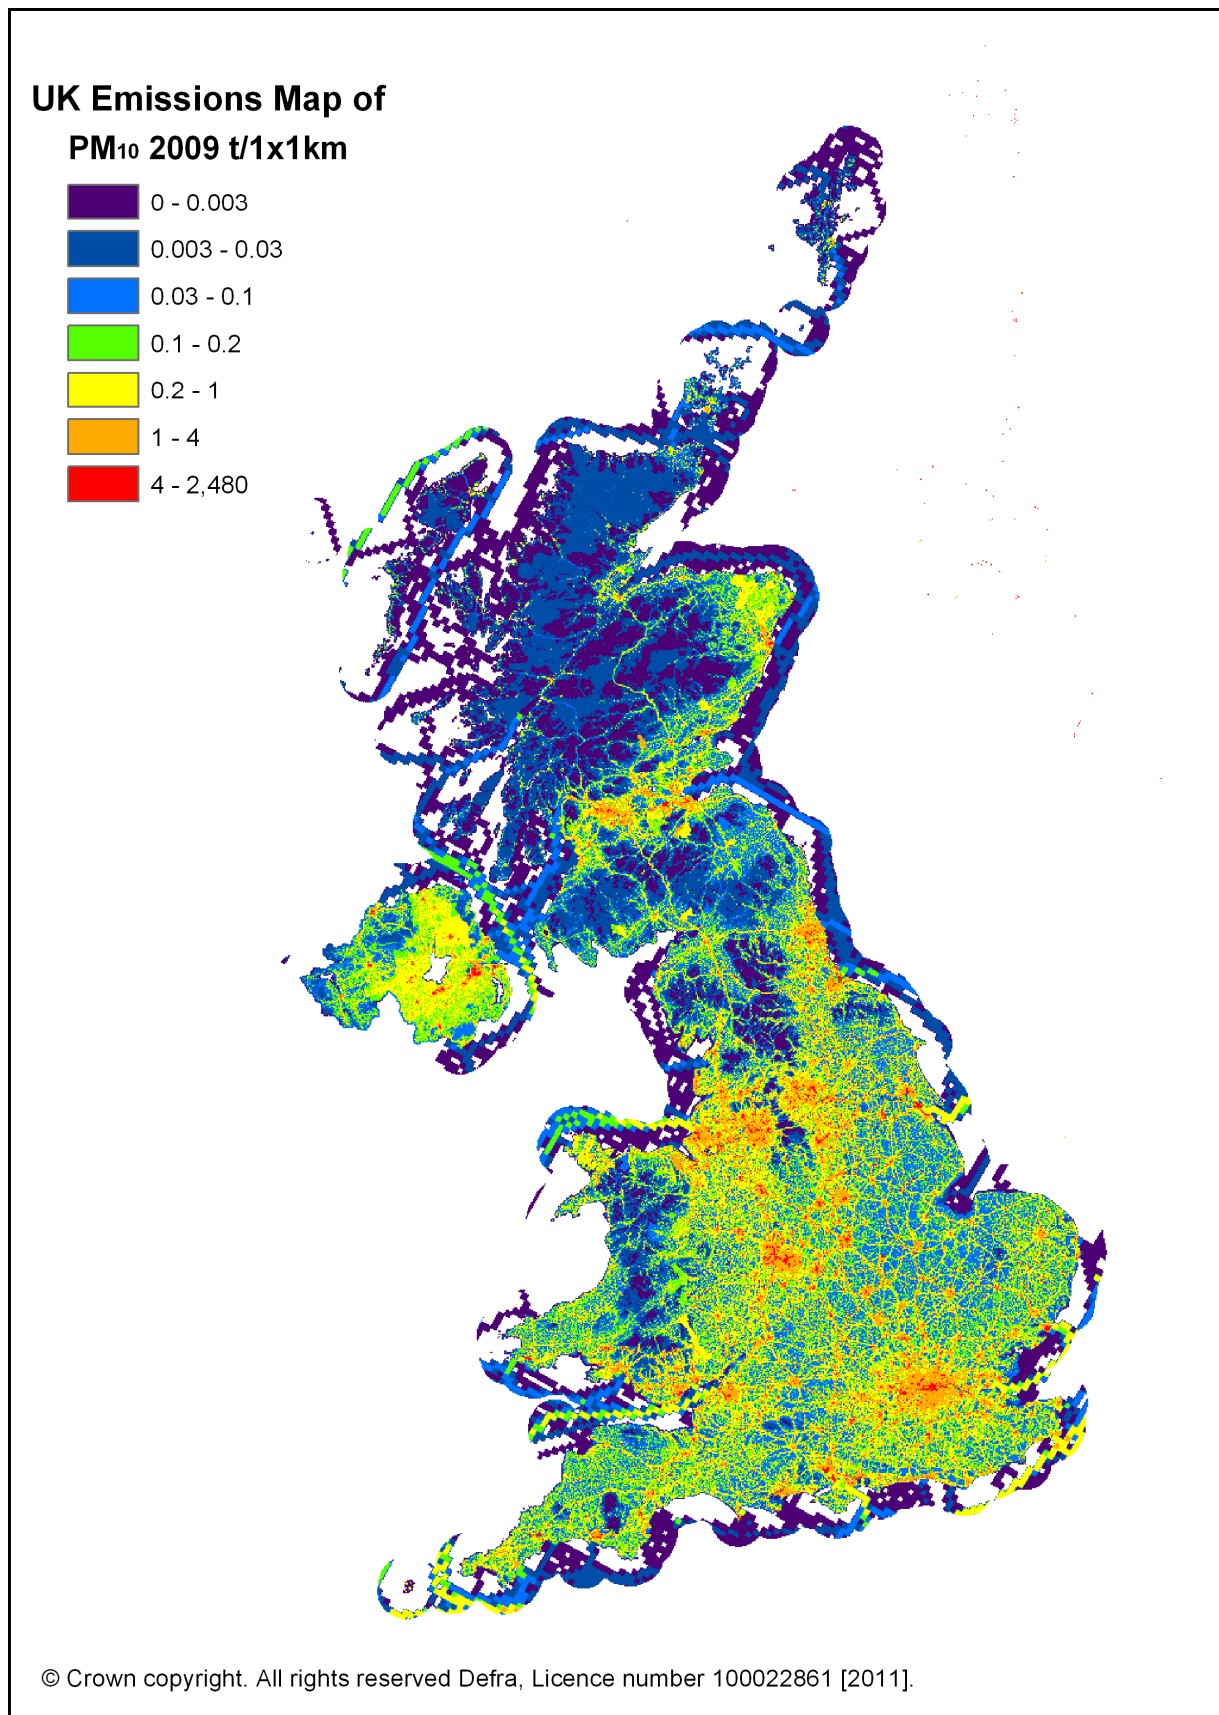 UK Emissions Map of
PM10 2009 t/1x1km
0 - 0.003
0.003 - 0.03
0.03 - 0.1
0.1 - 0.2
0.2 - 1
1 - 4
4 - 2,480
© Crown copyright. All rights reserved Defra, Licence number 100022861 [2011].